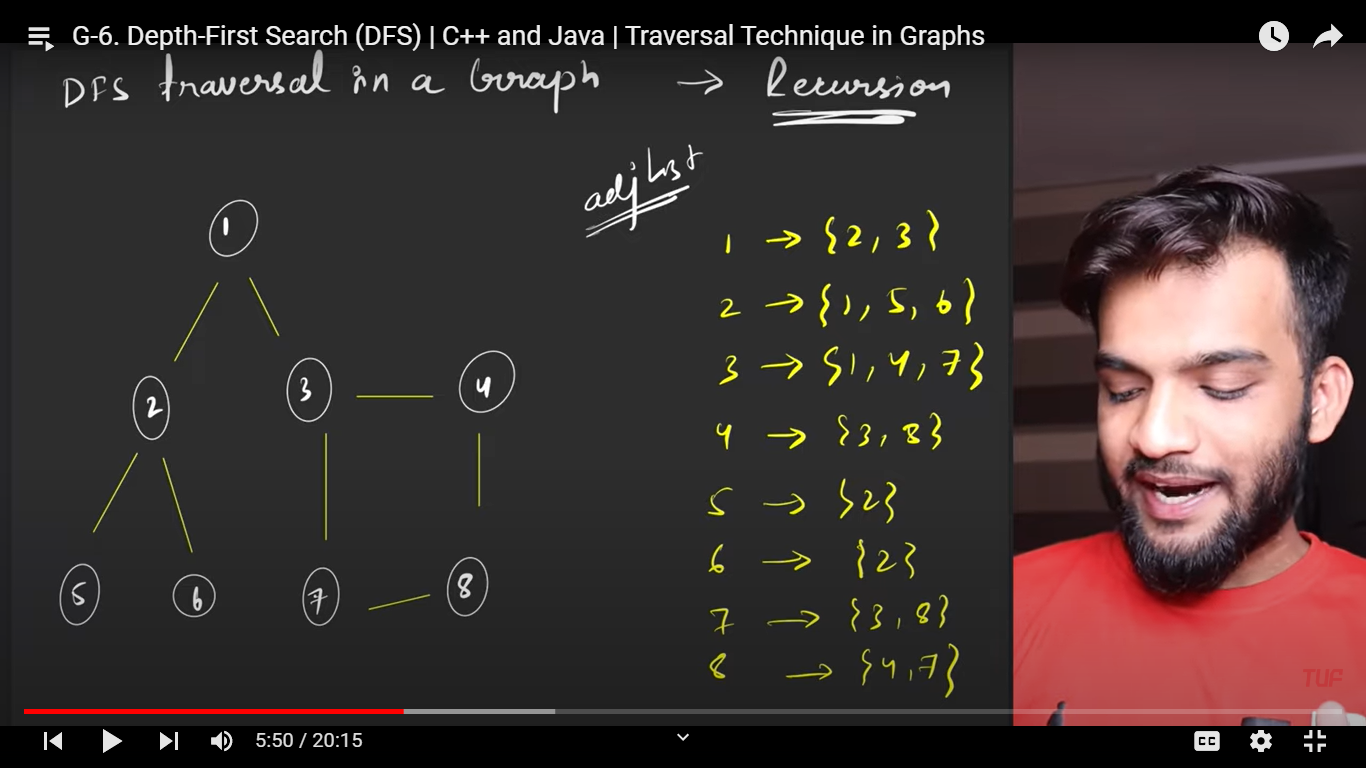 G-6. Depth-First Search (DFS) | C++ and Java | Traversal Technique in Graphs
DFS traversal in a Graph → Recursion
adj list
1
2
3
4
5
6
7
8
1 → {2, 3}
2 → {1, 5, 6}
3 → {1, 4, 7}
4 → {3, 8}
5 → {2}
6 → {2}
7 → {3, 8}
8 → {4, 7}
TUF
5:50 / 20:15
CC